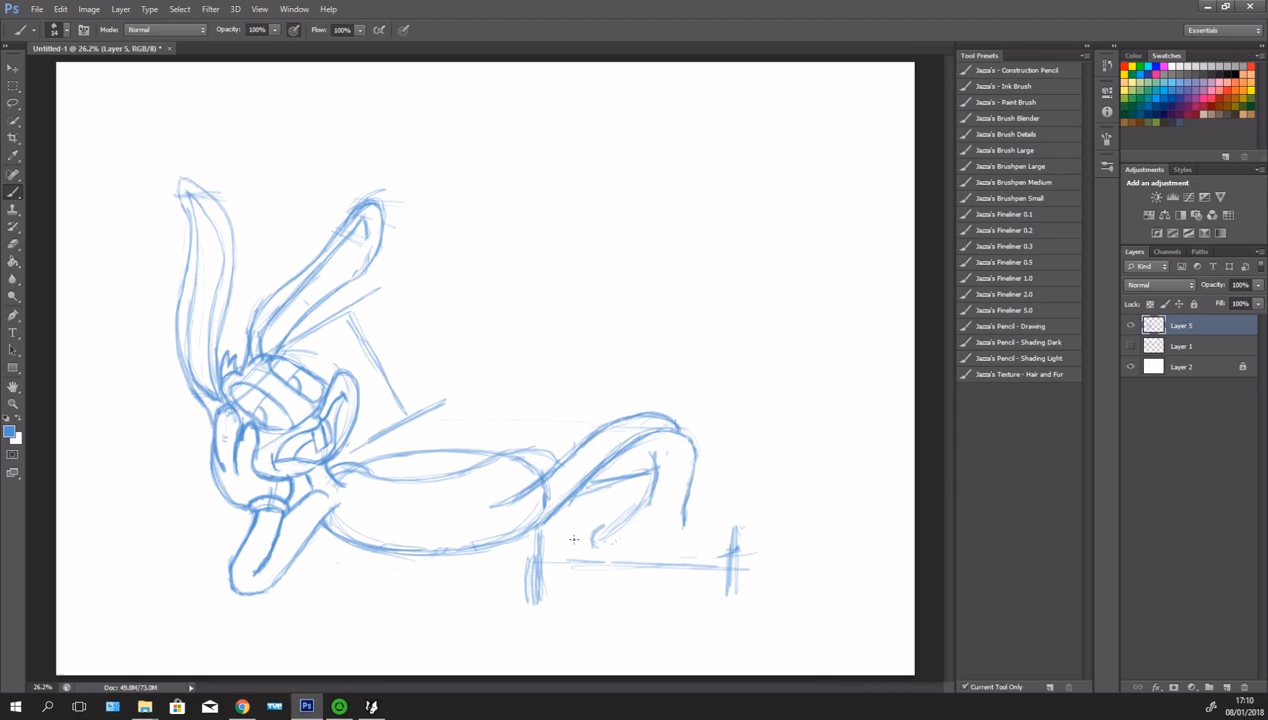 Ps File Edit Image Layer Type Select Filter 3D View Window Help
14 Mode: Normal Opacity: 100% Flow: 100% Essentials
Untitled-1 @ 26.2% (Layer 5, RGB/8) * ×
Tool Presets
Jazza's - Construction Pencil
Jazza's - Ink Brush
Jazza's - Paint Brush
Jazza's Brush Blender
Jazza's Brush Details
Jazza's Brush Large
Jazza's Brushpen Large
Jazza's Brushpen Medium
Jazza's Brushpen Small
Jazza's Fineliner 0.1
Jazza's Fineliner 0.2
Jazza's Fineliner 0.3
Jazza's Fineliner 0.5
Jazza's Fineliner 1.0
Jazza's Fineliner 2.0
Jazza's Fineliner 5.0
Jazza's Pencil - Drawing
Jazza's Pencil - Shading Dark
Jazza's Pencil - Shading Light
Jazza's Texture - Hair and Fur
Current Tool Only
Color Swatches
Adjustments Styles
Add an adjustment
Layers Channels Paths
Kind
Normal Opacity: 100%
Lock: Fill: 100%
Layer 5
Layer 1
Layer 2
fx
26.2% Doc: 49.8M/73.0M
TVP Ps
17:10
08/01/2018